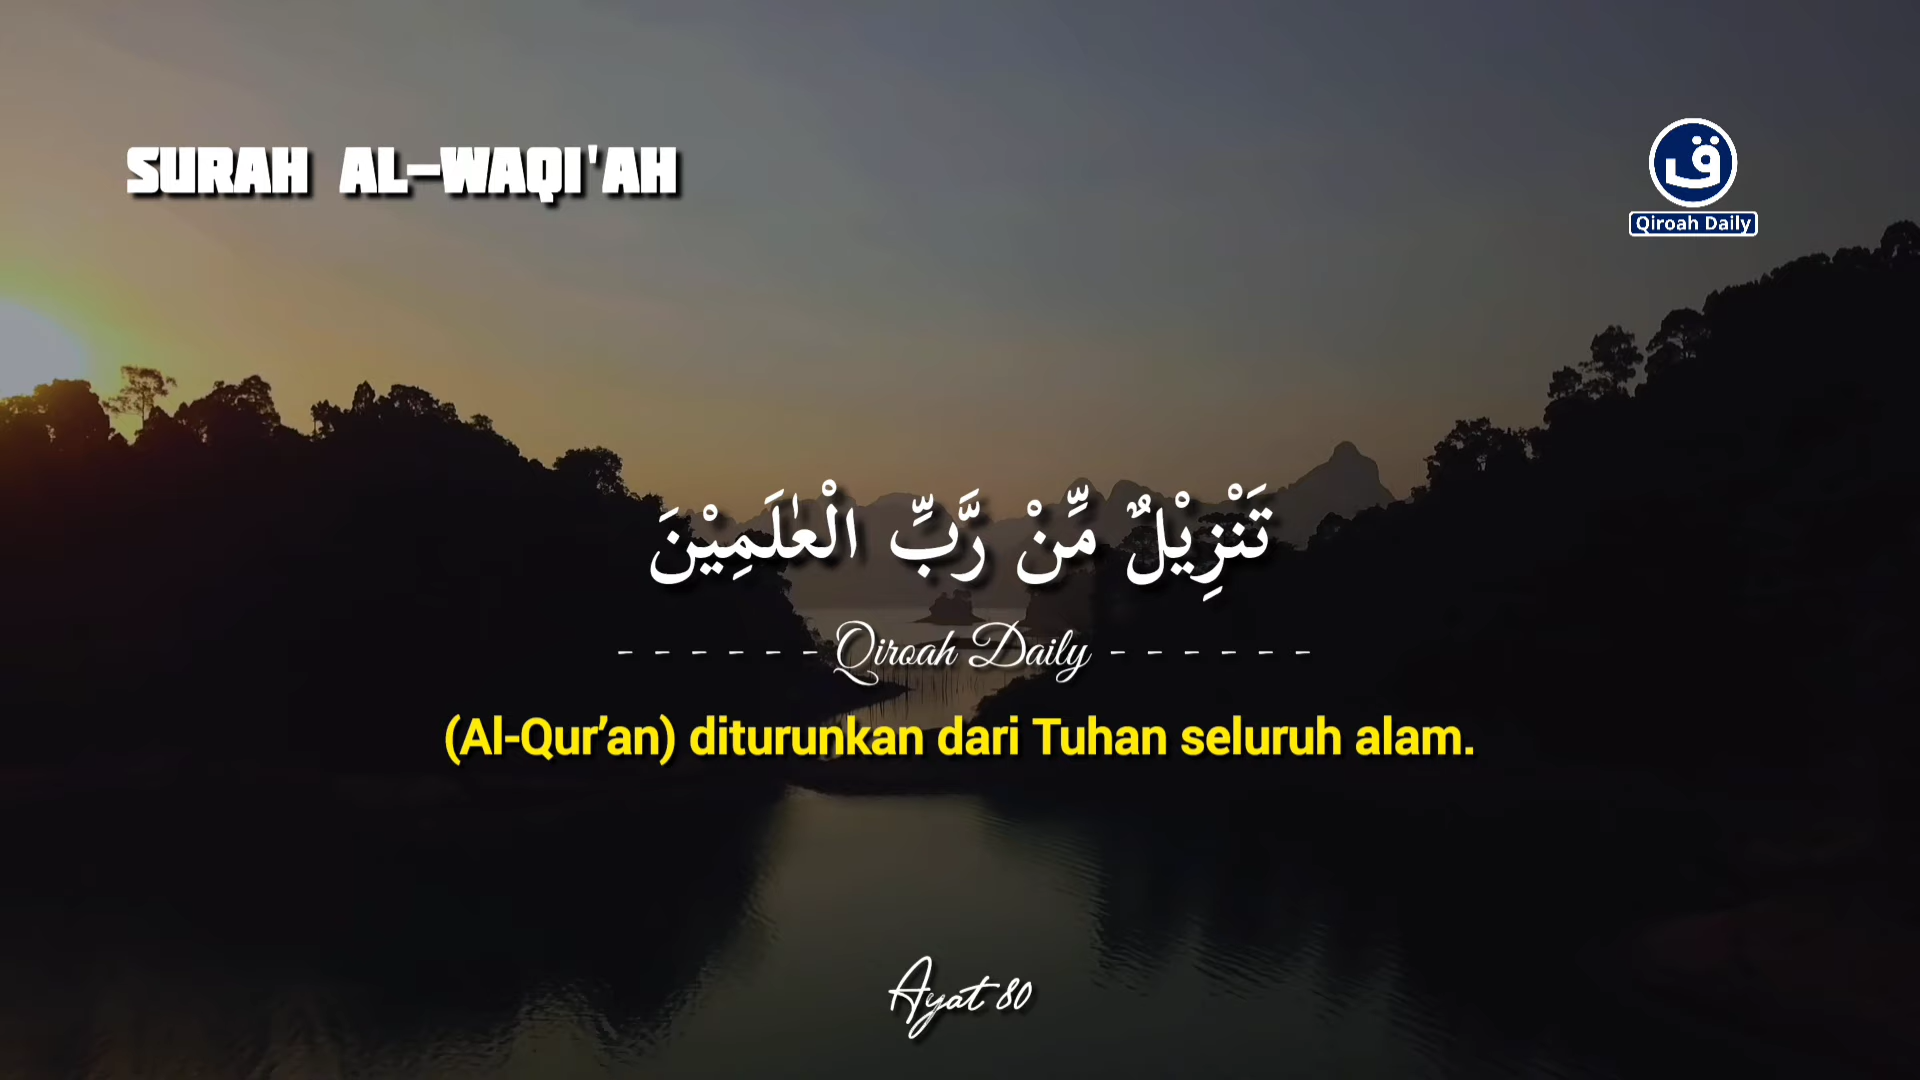 SURAH AL-WAQI'AH
ق
Qiroah Daily
تَنْزِيْلٌ مِّنْ رَّبِّ الْعٰلَمِيْنَ
------ Qiroah Daily ------
(Al-Qur’an) diturunkan dari Tuhan seluruh alam.
Ayat 80